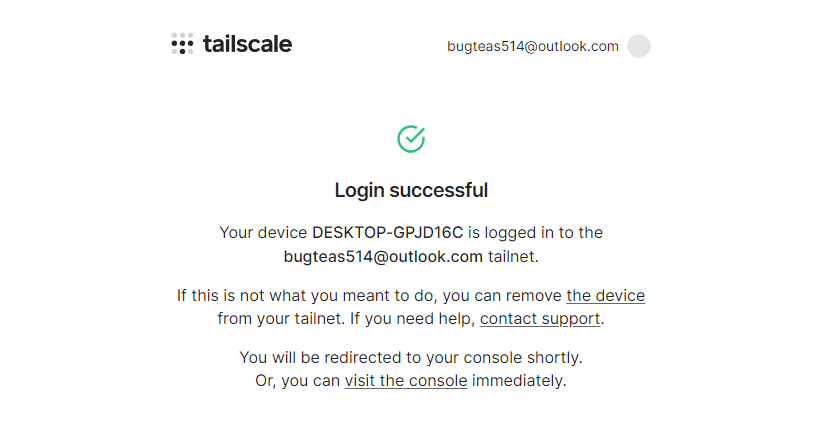 tailscale
bugteas514@outlook.com
Login successful
Your device DESKTOP-GPJD16C is logged in to the
bugteas514@outlook.com tailnet.
If this is not what you meant to do, you can remove the device
from your tailnet. If you need help, contact support.
You will be redirected to your console shortly.
Or, you can visit the console immediately.